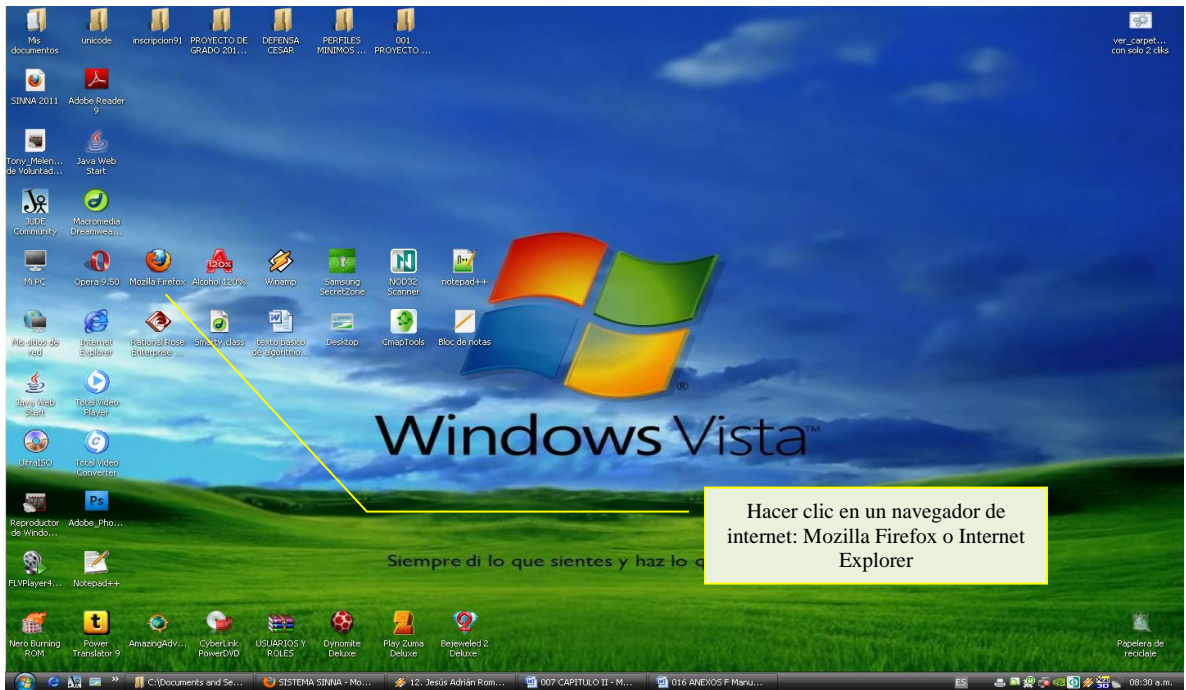 Mis
documentos
unicode
inscripcion91
PROYECTO DE
GRADO 201...
DEFENSA
CESAR
PERFILES
MINIMOS ...
001
PROYECTO ...
ver_carpet...
con solo 2 cliks
SINNA 2011
Adobe Reader
9
Tony_Melen...
de Voluntad...
Java Web
Start
JUDE
Community
Macromedia
Dreamwea...
Mi PC
Opera 9.50
Mozilla Firefox
Alcohol 120%
Winamp
Samsung
SecretZone
NOD32
Scanner
notepad++
Mis sitios de
red
Internet
Explorer
Rational Rose
Enterprise ...
Smarty.class
texto basico
de algoritmo...
Desktop
CmapTools
Bloc de notas
Java Web
Start
Total Video
Player
Windows Vista™
UltraISO
Total Video
Converter
Reproductor
de Windo...
Adobe_Pho...
Hacer clic en un navegador de
internet: Mozilla Firefox o Internet
Explorer
Siempre di lo que sientes y haz lo
FLVPlayer4...
Notepad++
Nero Burning
ROM
Power
Translator 9
AmazingAdv...
CyberLink
PowerDVD
USUARIOS Y
ROLES
Dynomite
Deluxe
Play Zuma
Deluxe
Bejeweled 2
Deluxe
Papelera de
reciclaje
C:\Documents and Se...
SISTEMA SINNA - Mo...
12. Jesús Adrián Rom...
007 CAPITULO II - M...
016 ANEXOS F Manu...
ES
08:30 a.m.